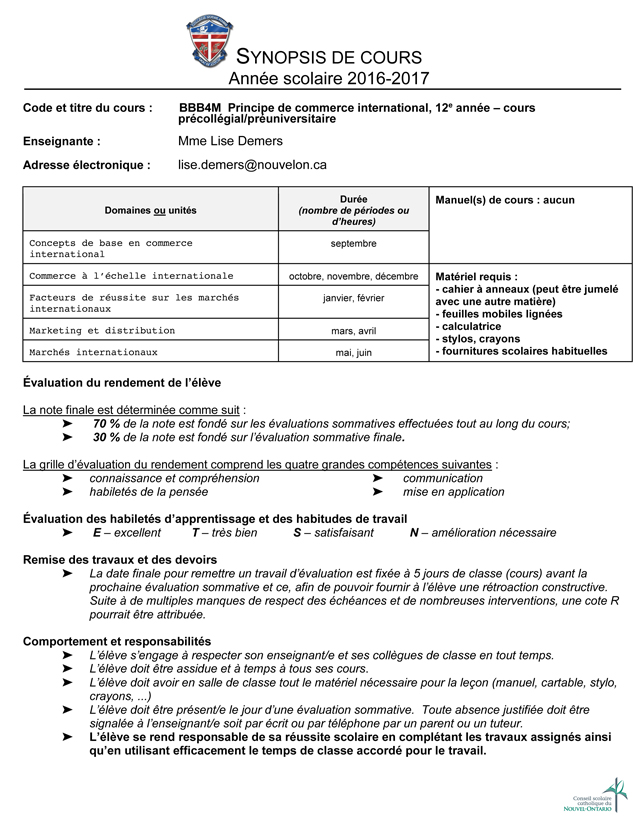 SYNOPSIS DE COURS
Année scolaire 2016-2017
Code et titre du cours : BBB4M Principe de commerce international, 12e année – cours
précollégial/préuniversitaire
Enseignante : Mme Lise Demers
Adresse électronique : lise.demers@nouvelon.ca
Domaines ou unités
Durée
(nombre de périodes ou
d'heures)
Manuel(s) de cours : aucun
Concepts de base en commerce
international
septembre
Commerce à l'échelle internationale
octobre, novembre, décembre
Facteurs de réussite sur les marchés
internationaux
janvier, février
Marketing et distribution
mars, avril
Marchés internationaux
mai, juin
Matériel requis :
- cahier à anneaux (peut être jumelé
avec une autre matière)
- feuilles mobiles lignées
- calculatrice
- stylos, crayons
- fournitures scolaires habituelles
Évaluation du rendement de l'élève
La note finale est déterminée comme suit :
➤ 70 % de la note est fondé sur les évaluations sommatives effectuées tout au long du cours;
➤ 30 % de la note est fondé sur l'évaluation sommative finale.
La grille d'évaluation du rendement comprend les quatre grandes compétences suivantes :
➤ connaissance et compréhension ➤ communication
➤ habiletés de la pensée ➤ mise en application
Évaluation des habiletés d'apprentissage et des habitudes de travail
➤ E – excellent T – très bien S – satisfaisant N – amélioration nécessaire
Remise des travaux et des devoirs
➤ La date finale pour remettre un travail d'évaluation est fixée à 5 jours de classe (cours) avant la
prochaine évaluation sommative et ce, afin de pouvoir fournir à l'élève une rétroaction constructive.
Suite à de multiples manques de respect des échéances et de nombreuses interventions, une cote R
pourrait être attribuée.
Comportement et responsabilités
➤ L'élève s'engage à respecter son enseignant/e et ses collègues de classe en tout temps.
➤ L'élève doit être assidue et à temps à tous ses cours.
➤ L'élève doit avoir en salle de classe tout le matériel nécessaire pour la leçon (manuel, cartable, stylo,
crayons, ...)
➤ L'élève doit être présent/e le jour d'une évaluation sommative. Toute absence justifiée doit être
signalée à l'enseignant/e soit par écrit ou par téléphone par un parent ou un tuteur.
➤ L'élève se rend responsable de sa réussite scolaire en complétant les travaux assignés ainsi
qu'en utilisant efficacement le temps de classe accordé pour le travail.
Conseil scolaire
catholique du
NOUVEL-ONTARIO